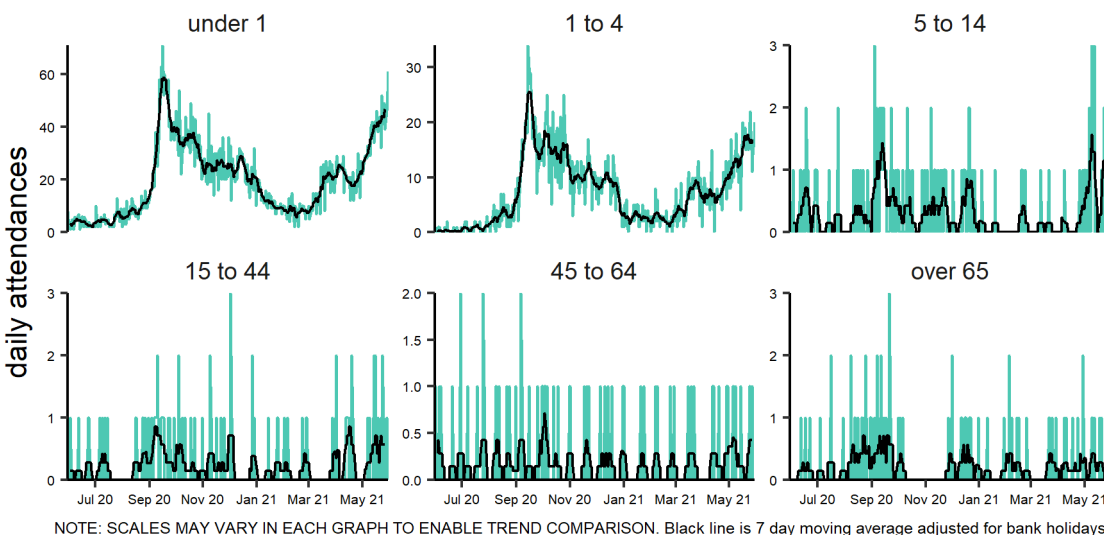 under 1
1 to 4
5 to 14
60
40
20
0
30
20
10
0
3
2
1
0
daily attendances
15 to 44
45 to 64
over 65
3
2
1
0
2.0
1.5
1.0
0.5
0.0
3
2
1
0
Jul 20 Sep 20 Nov 20 Jan 21 Mar 21 May 21
Jul 20 Sep 20 Nov 20 Jan 21 Mar 21 May 21
Jul 20 Sep 20 Nov 20 Jan 21 Mar 21 May 21
NOTE: SCALES MAY VARY IN EACH GRAPH TO ENABLE TREND COMPARISON. Black line is 7 day moving average adjusted for bank holidays